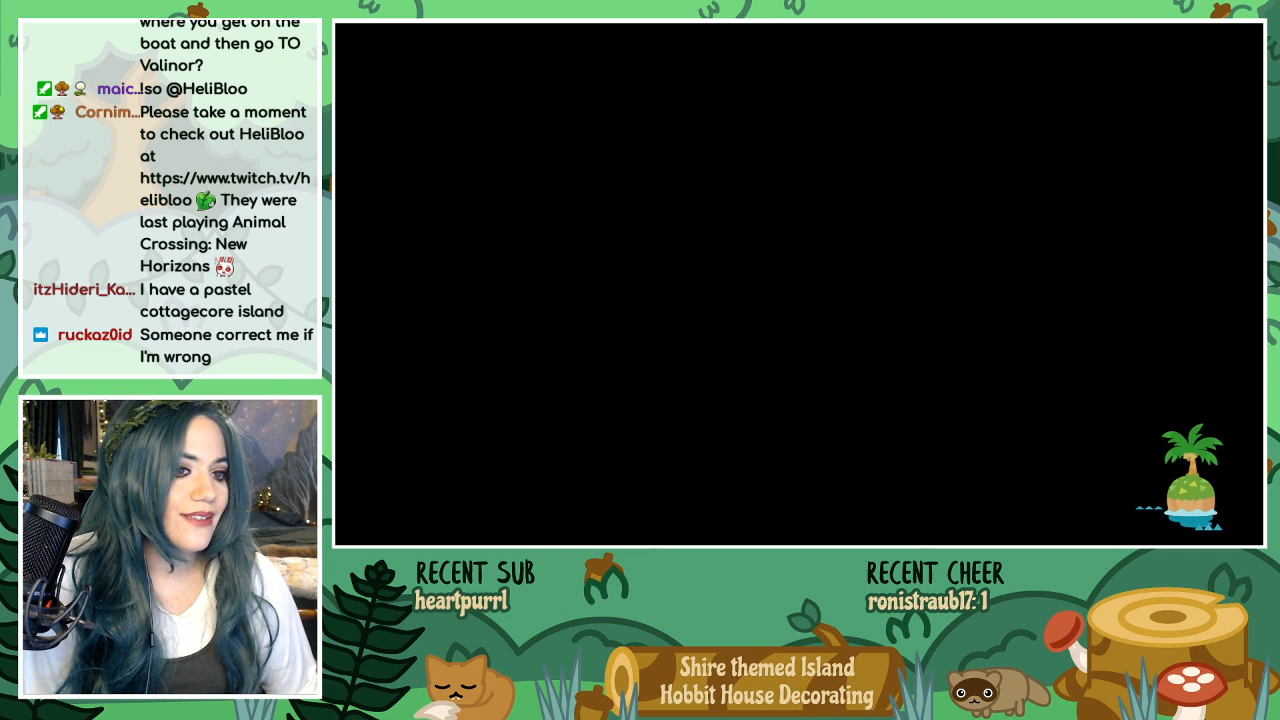 where you get on the
boat and then go TO
Valinor?
maic... !so @HeliBloo
Cornim... Please take a moment
to check out HeliBloo
at
https://www.twitch.tv/h
elibloo They were
last playing Animal
Crossing: New
Horizons
itzHideri_Ka... I have a pastel
cottagecore island
ruckaz0id Someone correct me if
I'm wrong
RECENT SUB
heartpurrl
RECENT CHEER
ronistraub17: 1
Shire themed Island
Hobbit House Decorating